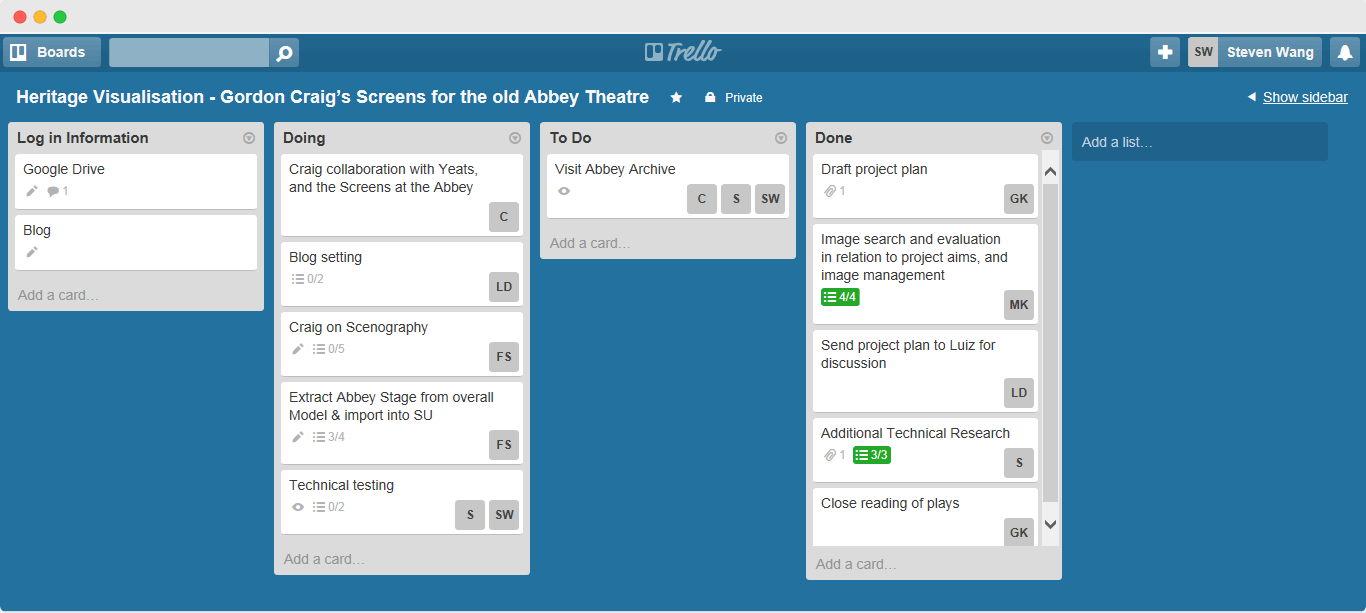 Boards
Trello
SW Steven Wang
Heritage Visualisation - Gordon Craig's Screens for the old Abbey Theatre
Private
Show sidebar
Log in Information
Google Drive
1
Blog
Add a card…
Doing
Craig collaboration with Yeats,
and the Screens at the Abbey
C
Blog setting
0/2
LD
Craig on Scenography
0/5
FS
Extract Abbey Stage from overall
Model & import into SU
3/4
FS
Technical testing
0/2
S SW
Add a card…
To Do
Visit Abbey Archive
C S SW
Add a card…
Done
Draft project plan
1
GK
Image search and evaluation
in relation to project aims, and
image management
4/4
MK
Send project plan to Luiz for
discussion
LD
Additional Technical Research
1 3/3
S
Close reading of plays
GK
Add a card…
Add a list…